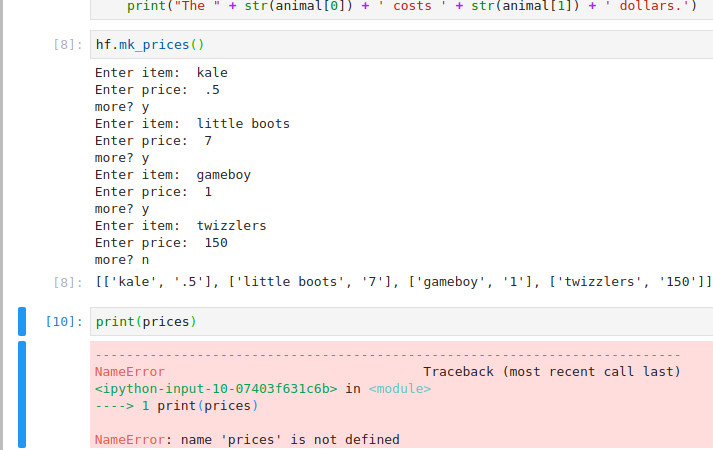 print("The " + str(animal[0]) + ' costs ' + str(animal[1]) + ' dollars.')
[8]: hf.mk_prices()
Enter item:  kale
Enter price:  .5
more? y
Enter item:  little boots
Enter price:  7
more? y
Enter item:  gameboy
Enter price:  1
more? y
Enter item:  twizzlers
Enter price:  150
more? n
[8]: [['kale', '.5'], ['little boots', '7'], ['gameboy', '1'], ['twizzlers', '150']]
[10]: print(prices)
---------------------------------------------------------------------------
NameError                                 Traceback (most recent call last)
<ipython-input-10-07403f631c6b> in <module>
----> 1 print(prices)
NameError: name 'prices' is not defined